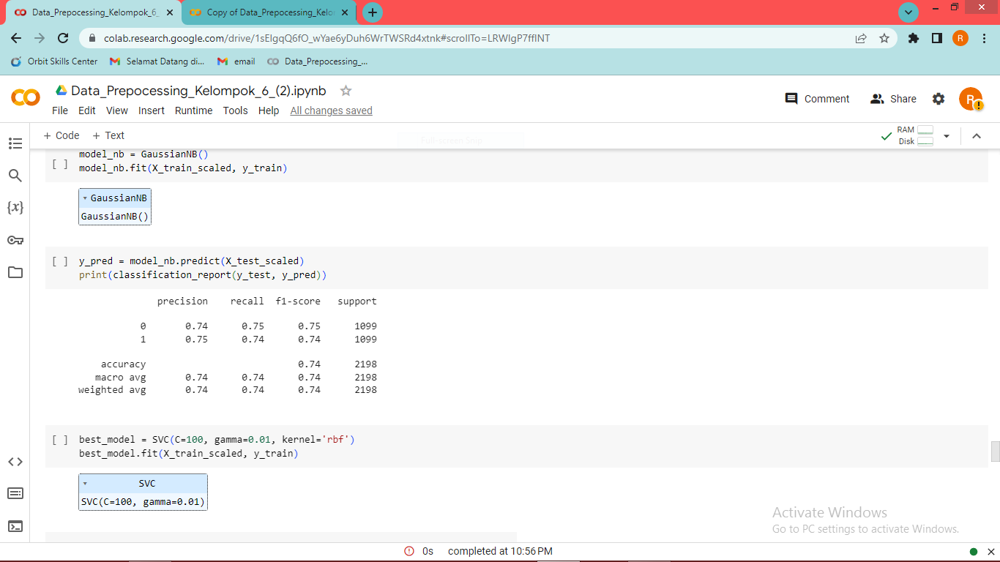 Data_Prepocessing_Kelompok_6_
Copy of Data_Prepocessing_Kelo
colab.research.google.com/drive/1sEIgqQ6fO_wYae6yDuh6WrTWSRd4xtnk#scrollTo=LRWIgP7ffINT
R
Orbit Skills Center
Selamat Datang di...
email
Data_Prepocessing_...
Data_Prepocessing_Kelompok_6_(2).ipynb
Comment
Share
R
File Edit View Insert Runtime Tools Help All changes saved
+ Code + Text
RAM
Disk
model_nb = GaussianNB()
[ ] model_nb.fit(X_train_scaled, y_train)
GaussianNB
GaussianNB()
[ ] y_pred = model_nb.predict(X_test_scaled)
print(classification_report(y_test, y_pred))
precision recall f1-score support
0 0.74 0.75 0.75 1099
1 0.75 0.74 0.74 1099
accuracy 0.74 2198
macro avg 0.74 0.74 0.74 2198
weighted avg 0.74 0.74 0.74 2198
[ ] best_model = SVC(C=100, gamma=0.01, kernel='rbf')
best_model.fit(X_train_scaled, y_train)
SVC
SVC(C=100, gamma=0.01)
Activate Windows
Go to PC settings to activate Windows.
0s completed at 10:56 PM